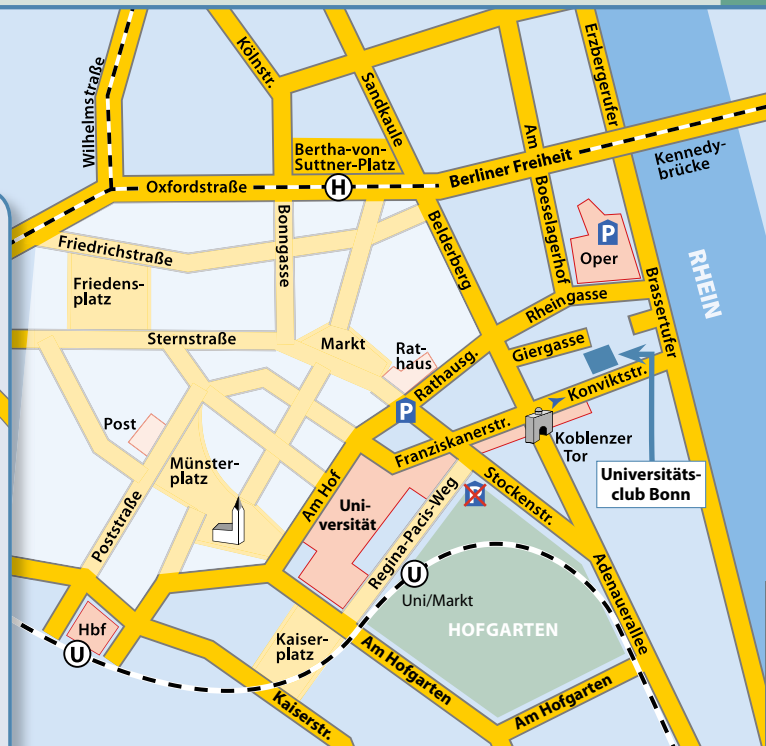 Wilhelmstraße
Kölnstr.
Sandkaule
Am Boeselagerhof
Erzbergerufer
Bertha-von-
Suttner-Platz
Oxfordstraße
H
Berliner Freiheit
Kennedy-
brücke
Bonngasse
Belderberg
Friedrichstraße
P
Oper
RHEIN
Friedens-
platz
Rheingasse
Brassertufer
Sternstraße
Markt
Rat-
haus
Giergasse
Rathausg.
Konviktstr.
P
Post
Franziskanerstr.
Koblenzer
Tor
Münster-
platz
Am Hof
Uni-
versität
Stockenstr.
Universitäts-
club Bonn
Poststraße
Regina-Pacis-Weg
U
Uni/Markt
Adenauerallee
HOFGARTEN
Hbf
U
Kaiser-
platz
Am Hofgarten
Am Hofgarten
Kaiserstr.